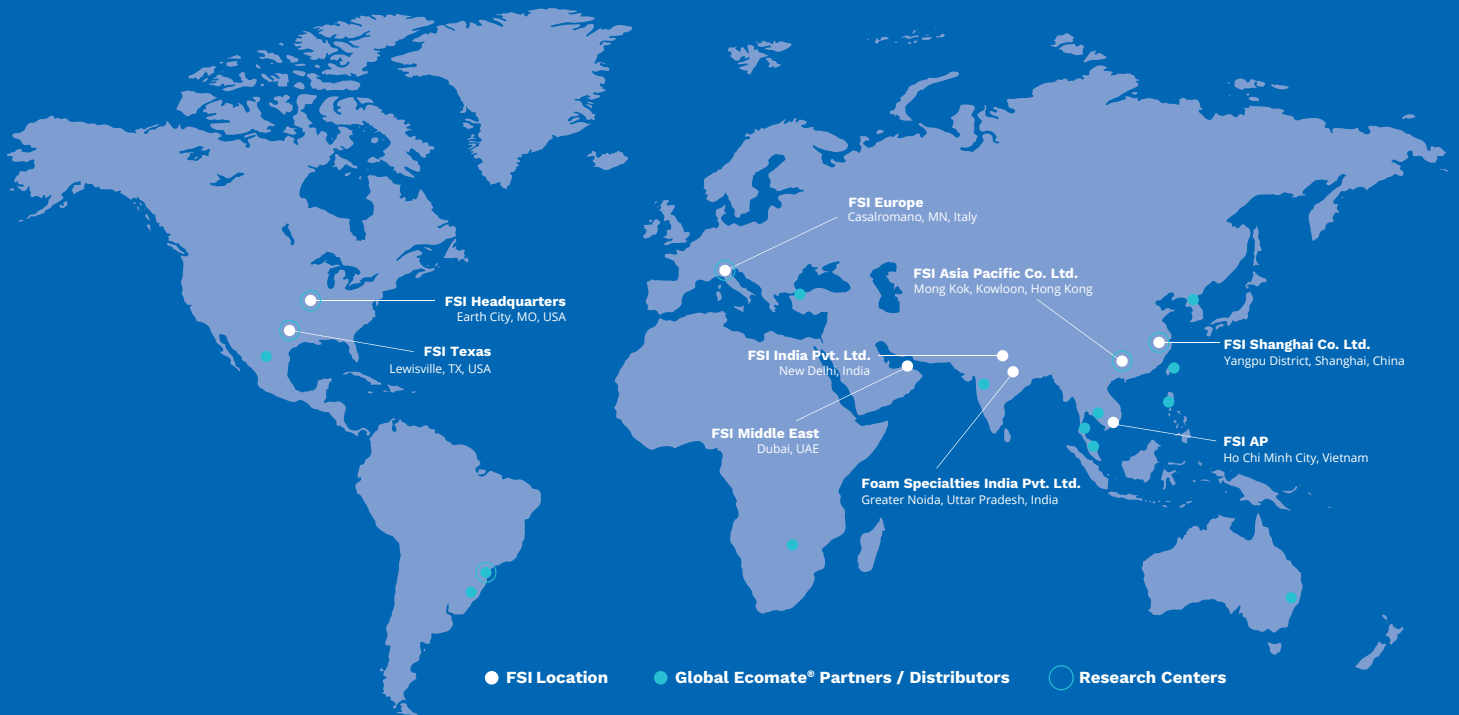 FSI Europe
Casalromano, MN, Italy
FSI Asia Pacific Co. Ltd.
Mong Kok, Kowloon, Hong Kong
FSI Headquarters
Earth City, MO, USA
FSI Texas
Lewisville, TX, USA
FSI India Pvt. Ltd.
New Delhi, India
FSI Shanghai Co. Ltd.
Yangpu District, Shanghai, China
FSI Middle East
Dubai, UAE
FSI AP
Ho Chi Minh City, Vietnam
Foam Specialties India Pvt. Ltd.
Greater Noida, Uttar Pradesh, India
FSI Location
Global Ecomate® Partners / Distributors
Research Centers